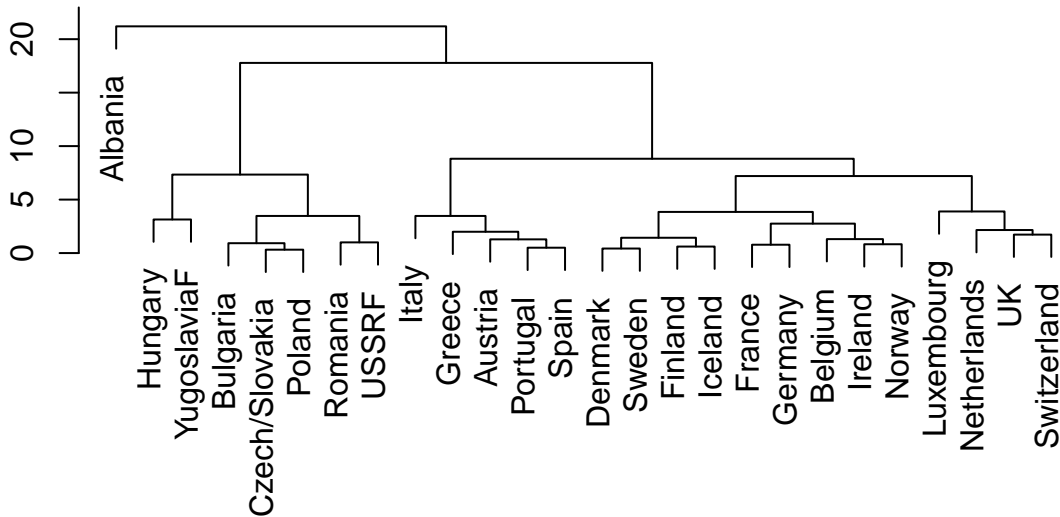 20
10
5
0
Albania
Hungary
YugoslaviaF
Bulgaria
Czech/Slovakia
Poland
Romania
USSRF
Italy
Greece
Austria
Portugal
Spain
Denmark
Sweden
Finland
Iceland
France
Germany
Belgium
Ireland
Norway
Luxembourg
Netherlands
UK
Switzerland